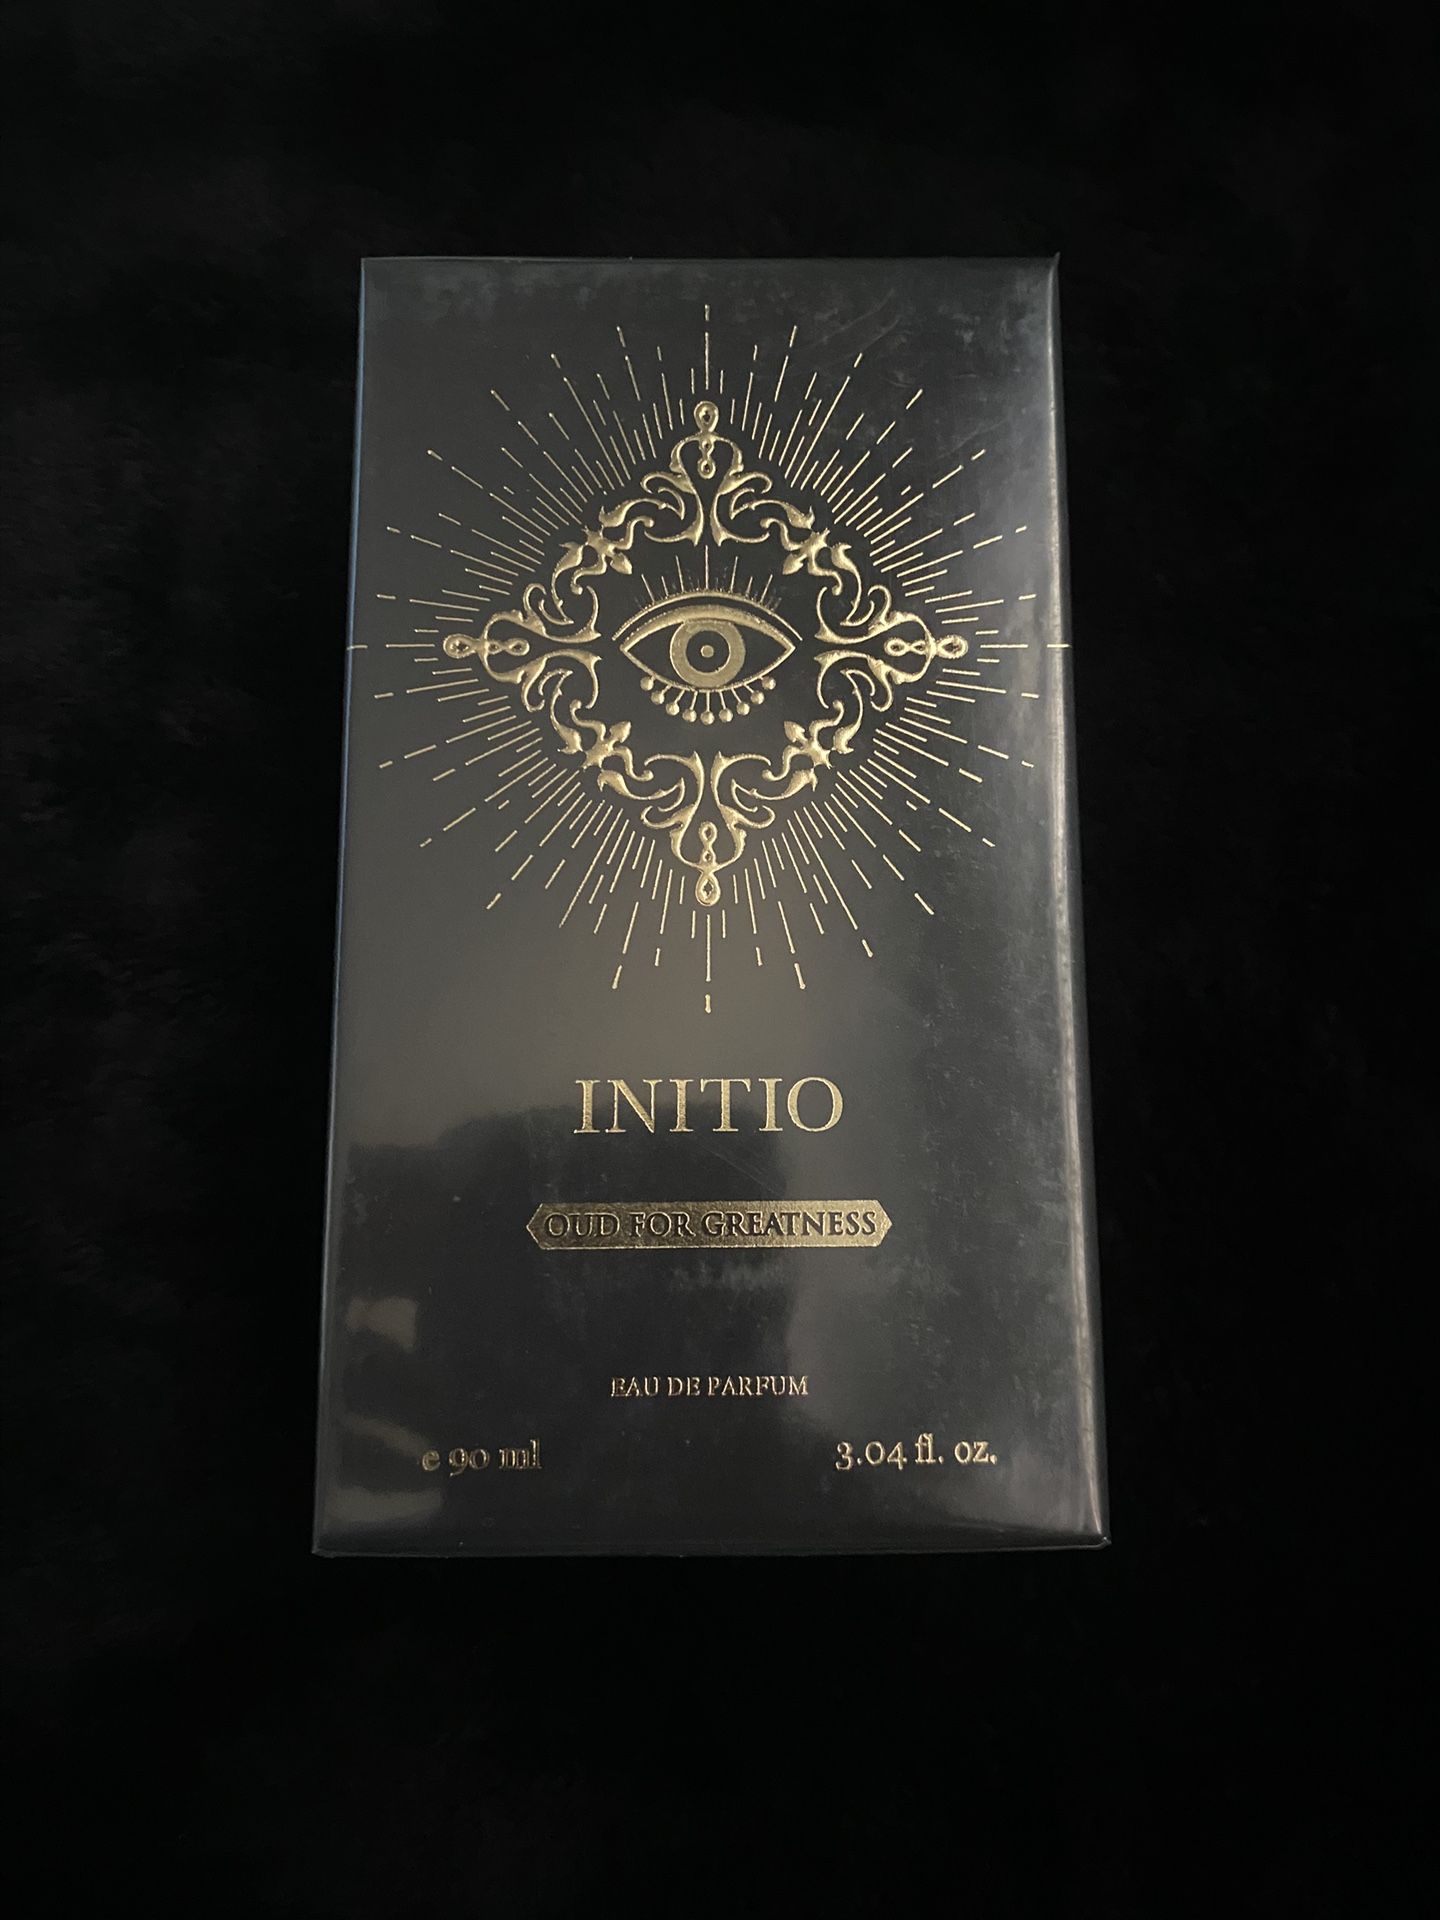 INITIO
OUD FOR GREATNESS
EAU DE PARFUM
e 90 ml
3.04 fl. oz.